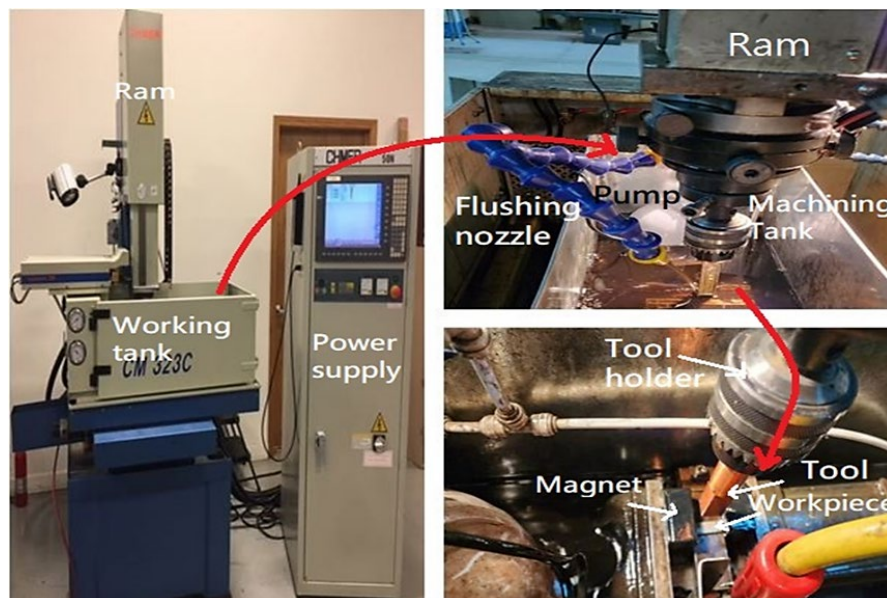 Ram
CHMER 50N
Working
tank
CM 323C
Power
supply
Ram
Pump
Flushing
nozzle
Machining
Tank
Tool
holder
Tool
Magnet
Workpiece